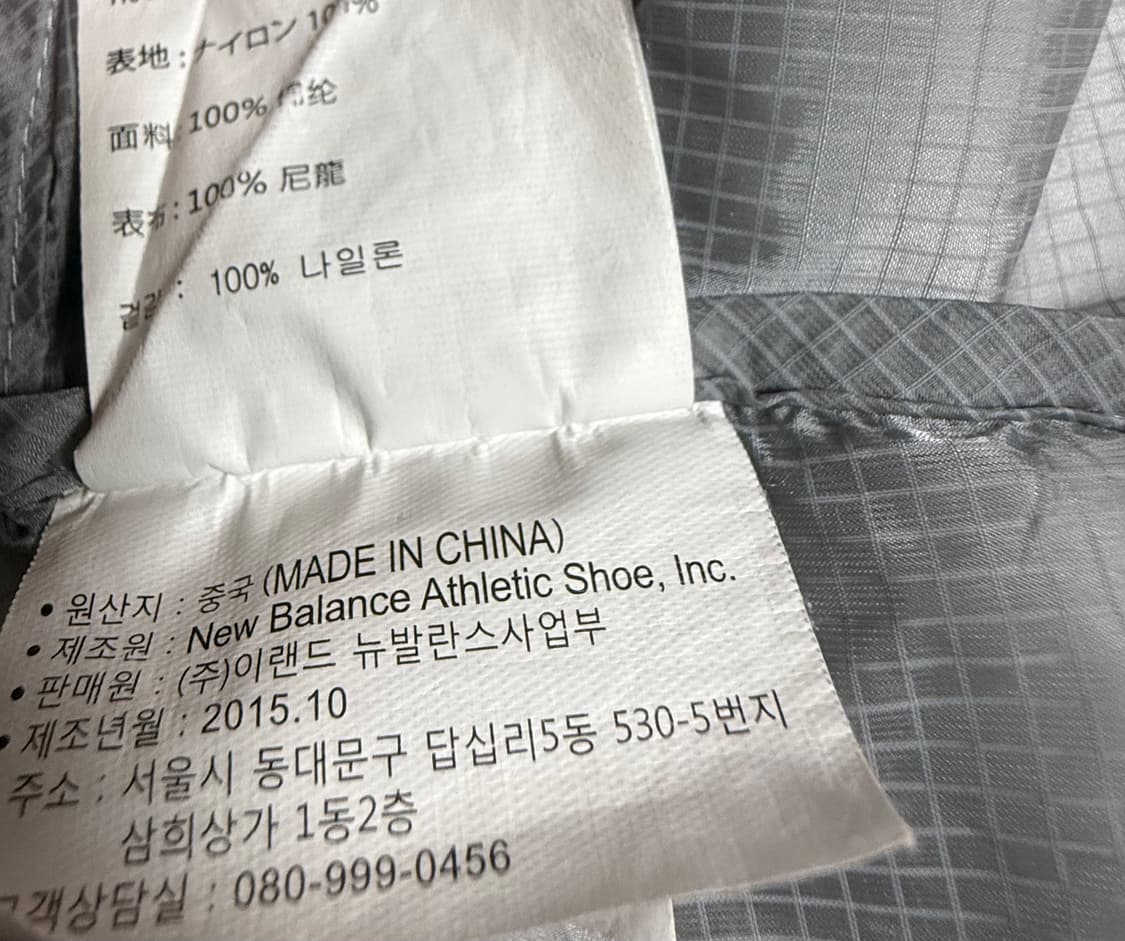 表地 : ナイロン
面料 100%
表布 : 100% 尼龍
겉감 : 100% 나일론
• 원산지 : 중국 (MADE IN CHINA)
• 제조원 : New Balance Athletic Shoe, Inc.
• 판매원 : (주)이랜드 뉴발란스사업부
• 제조년월 : 2015.10
주소 : 서울시 동대문구 답십리5동 530-5번지
삼희상가 1동2층
고객상담실 : 080-999-0456